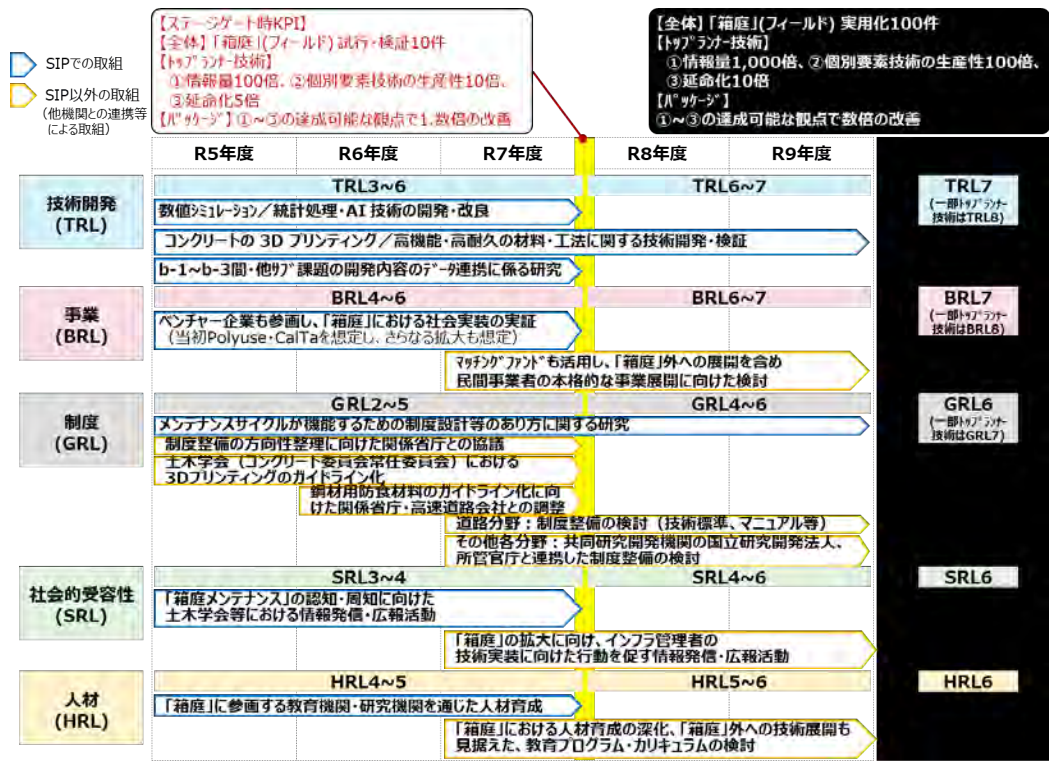 【ステージゲート時KPI】
【全体】「箱庭」(フィールド) 試行・検証10件
【ﾄｯﾌﾟﾗﾝﾅｰ技術】
①情報量100倍、②個別要素技術の生産性10倍、
③延命化5倍
【ﾊﾟｯｹｰｼﾞ】①～③の達成可能な観点で1.数倍の改善
【全体】「箱庭」(フィールド) 実用化100件
【ﾄｯﾌﾟﾗﾝﾅｰ技術】
①情報量1,000倍、②個別要素技術の生産性100倍、
③延命化10倍
【ﾊﾟｯｹｰｼﾞ】
①～③の達成可能な観点で数倍の改善
SIPでの取組
SIP以外の取組
(他機関との連携等
による取組)
R5年度 R6年度 R7年度 R8年度 R9年度
技術開発
(TRL)
TRL3～6 TRL6～7
数値ｼﾐｭﾚｰｼｮﾝ／統計処理・AI 技術の開発・改良
コンクリートの 3D プリンティング／高機能・高耐久の材料・工法に関する技術開発・検証
b-1～b-3間・他ｻﾌﾞ課題の開発内容のﾃﾞｰﾀ連携に係る研究
TRL7
(一部ﾄｯﾌﾟﾗﾝﾅｰ
技術はTRL8)
事業
(BRL)
BRL4～6 BRL6～7
ベンチャー企業も参画し、「箱庭」における社会実装の実証
(当初Polyuse・CalTaを想定し、さらなる拡大も想定)
ﾏｯﾁﾝｸﾞﾌｧﾝﾄﾞも活用し、「箱庭」外への展開を含め
民間事業者の本格的な事業展開に向けた検討
BRL7
(一部ﾄｯﾌﾟﾗﾝﾅｰ
技術はBRL8)
制度
(GRL)
GRL2～5 GRL4～6
メンテナンスサイクルが機能するための制度設計等のあり方に関する研究
制度整備の方向性整理に向けた関係省庁との協議
土木学会（コンクリート委員会常任委員会）における
3Dプリンティングのガイドライン化
鋼材用防食材料のガイドライン化に向
けた関係省庁・高速道路会社との調整
道路分野：制度整備の検討（技術標準、マニュアル等）
その他各分野：共同研究開発機関の国立研究開発法人、
所管官庁と連携した制度整備の検討
GRL6
(一部ﾄｯﾌﾟﾗﾝﾅｰ
技術はGRL7)
社会的受容性
(SRL)
SRL3～4 SRL4～6
「箱庭メンテナンス」の認知・周知に向けた
土木学会等における情報発信・広報活動
「箱庭」の拡大に向け、インフラ管理者の
技術実装に向けた行動を促す情報発信・広報活動
SRL6
人材
(HRL)
HRL4～5 HRL5～6
「箱庭」に参画する教育機関・研究機関を通じた人材育成
「箱庭」における人材育成の深化、「箱庭」外への技術展開も
見据えた、教育プログラム・カリキュラムの検討
HRL6